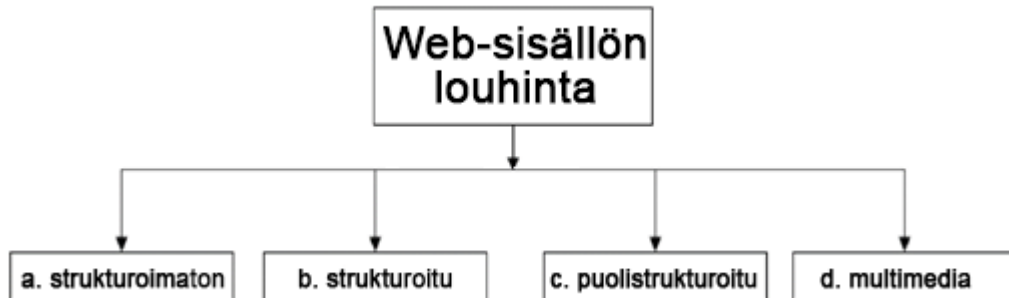 Web-sisällön
louhinta
a. strukturoimaton
b. strukturoitu
c. puolistrukturoitu
d. multimedia